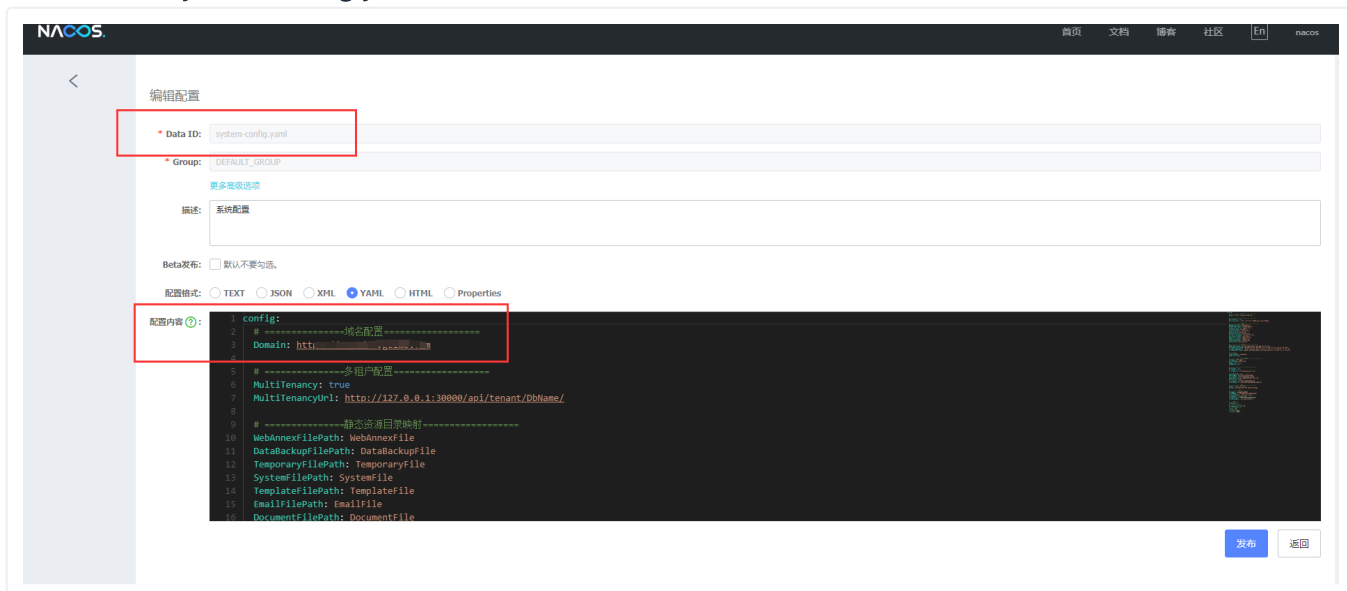 NACOS.
首页 文档 博客 社区 En nacos
编辑配置
* Data ID: system-config.yaml
* Group: DEFAULT_GROUP
更多高级选项
描述: 系统配置
Beta发布: 默认不要勾选。
配置格式: TEXT JSON XML YAML HTML Properties
配置内容 ? :
1 config:
2 # ===============域名配置==================
3 Domain: htt
4
5 # ===============多租户配置==================
6 MultiTenancy: true
7 MultiTenancyUrl: http://127.0.0.1:30000/api/tenant/DbName/
8
9 # ===============静态资源目录映射==================
10 WebAnnexFilePath: WebAnnexFile
11 DataBackupFilePath: DataBackupFile
12 TemporaryFilePath: TemporaryFile
13 SystemFilePath: SystemFile
14 TemplateFilePath: TemplateFile
15 EmailFilePath: EmailFile
16 DocumentFilePath: DocumentFile
发布 返回